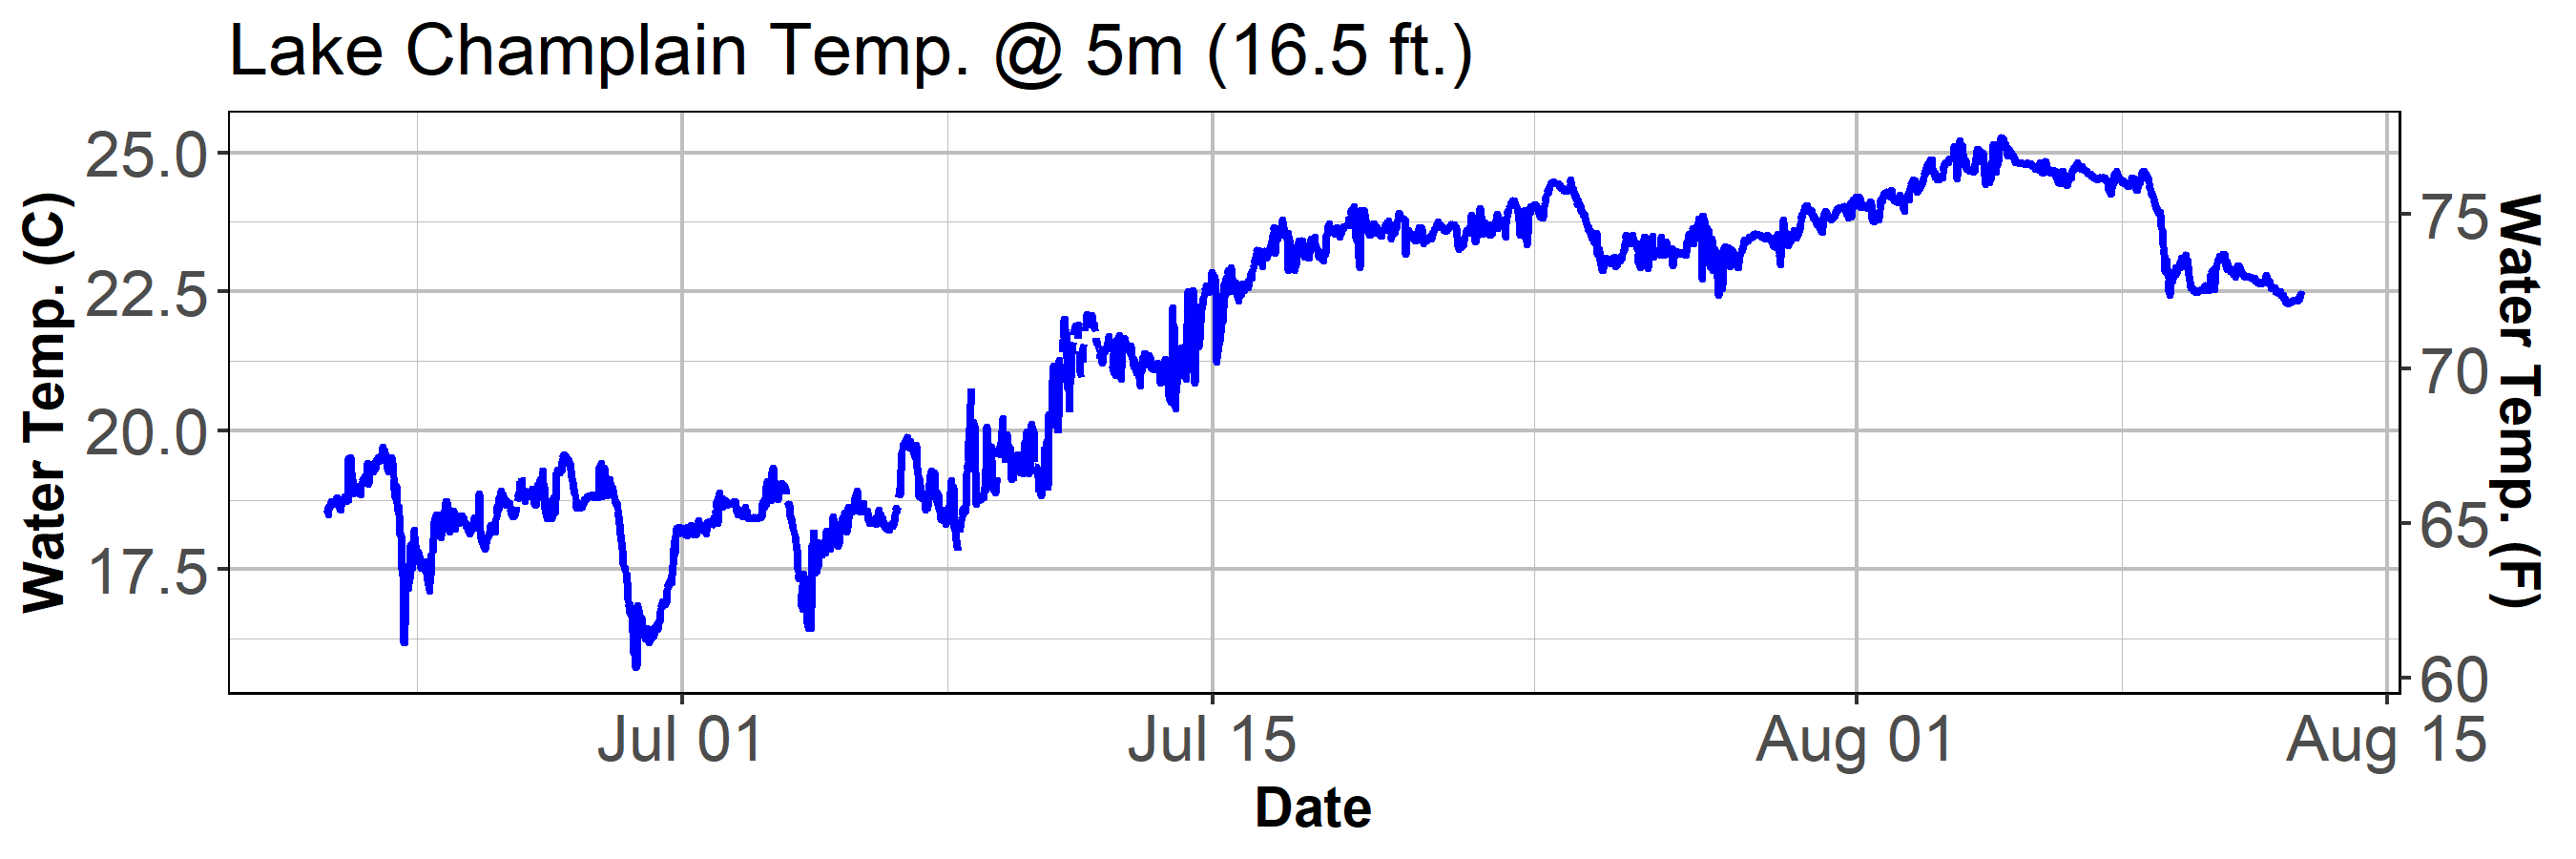 Lake Champlain Temp. @ 5m (16.5 ft.)
Water Temp. (C)
25.0
22.5
20.0
17.5
75
70
65
60
Water Temp. (F)
Jul 01
Jul 15
Aug 01
Aug 15
Date